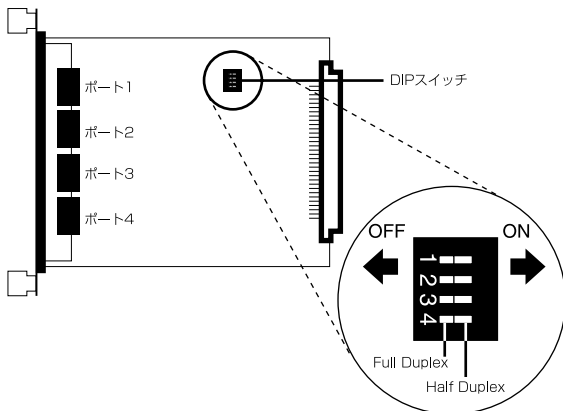 DIPスイッチ
ポート1
ポート2
ポート3
ポート4
OFF
ON
1
2
3
4
Full Duplex
Half Duplex